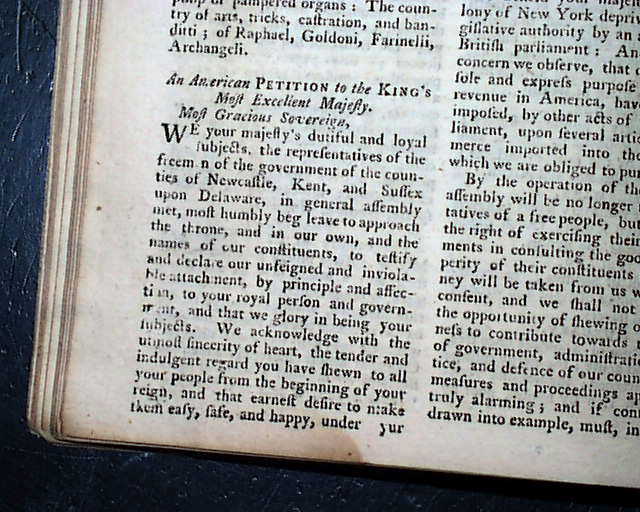 pomp or pampered organs : The coun-
try of arts, tricks, caſtration, and ban-
ditti ; of Raphael, Goldoni, Farinelli,
Archangeli.
An American PETITION to the KING's
Moſt Excellent Majeſty.
Moſt Gracious Sovereign,
WE your majeſty's dutiful and loyal
ſubjects, the repreſentatives of the
freem n of the government of the coun-
ties of Newcaſtle, Kent, and Suſſex
upon Delaware, in general aſſembly
met, moſt humbly beg leave to approach
the throne, and in our own, and the
names of our conſtituents, to teſtify
and declare our unfeigned and inviola-
ble attachment, by principle and affec-
tion, to your royal perſon and govern-
ment, and that we glory in being your
ſubjects. We acknowledge with the
utmoſt ſincerity of heart, the tender and
indulgent regard you have ſhewn to all
your people from the beginning of your
reign, and that earneſt deſire to make
them eaſy, ſafe, and happy, under yur
lony of New York depri
giſlative authority by an a
Britiſh parliament : An
concern we obſerve, that
ſole and expreſs purpoſe
revenue in America, hav
impoſed, by other acts of
liament, upon ſeveral artic
merce imported into th
which we are obliged to pur
By the operation of th
aſſembly will be no longer
tatives of a free people, but
the right of exerciſing their
ments in conſulting the goo
perity of their conſtituents
ney will be taken from us w
conſent, and we ſhall not
the opportunity of ſhewing o
neſs to contribute towards t
of government, adminiſtratio
tice, and defence of our coun
meaſures and proceedings ap
truly alarming ; and if con
drawn into example, muſt, in